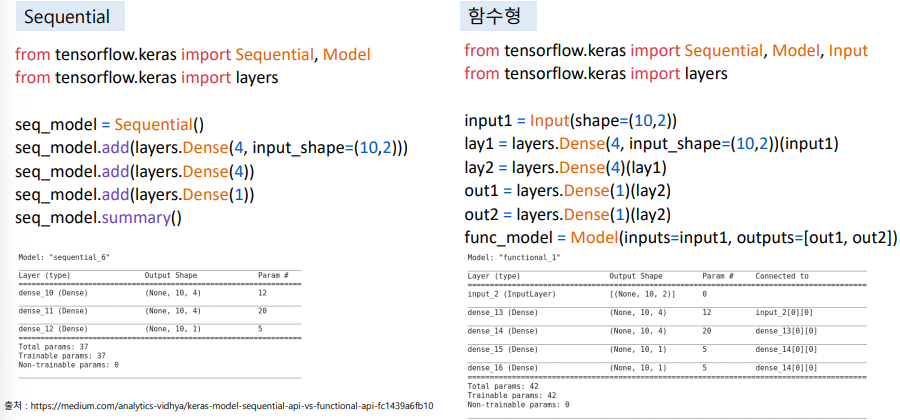 Sequential
from tensorflow.keras import Sequential, Model
from tensorflow.keras import layers
seq_model = Sequential()
seq_model.add(layers.Dense(4, input_shape=(10,2)))
seq_model.add(layers.Dense(4))
seq_model.add(layers.Dense(1))
seq_model.summary()
Model: "sequential_6"
Layer (type) Output Shape Param #
dense_10 (Dense) (None, 10, 4) 12
dense_11 (Dense) (None, 10, 4) 20
dense_12 (Dense) (None, 10, 1) 5
Total params: 37
Trainable params: 37
Non-trainable params: 0
함수형
from tensorflow.keras import Sequential, Model, Input
from tensorflow.keras import layers
input1 = Input(shape=(10,2))
lay1 = layers.Dense(4, input_shape=(10,2))(input1)
lay2 = layers.Dense(4)(lay1)
out1 = layers.Dense(1)(lay2)
out2 = layers.Dense(1)(lay2)
func_model = Model(inputs=input1, outputs=[out1, out2])
Model: "functional_1"
Layer (type) Output Shape Param # Connected to
input_2 (InputLayer) [(None, 10, 2)] 0
dense_13 (Dense) (None, 10, 4) 12 input_2[0][0]
dense_14 (Dense) (None, 10, 4) 20 dense_13[0][0]
dense_15 (Dense) (None, 10, 1) 5 dense_14[0][0]
dense_16 (Dense) (None, 10, 1) 5 dense_14[0][0]
Total params: 42
Trainable params: 42
Non-trainable params: 0
출처 : https://medium.com/analytics-vidhya/keras-model-sequential-api-vs-functional-api-fc1439a6fb10